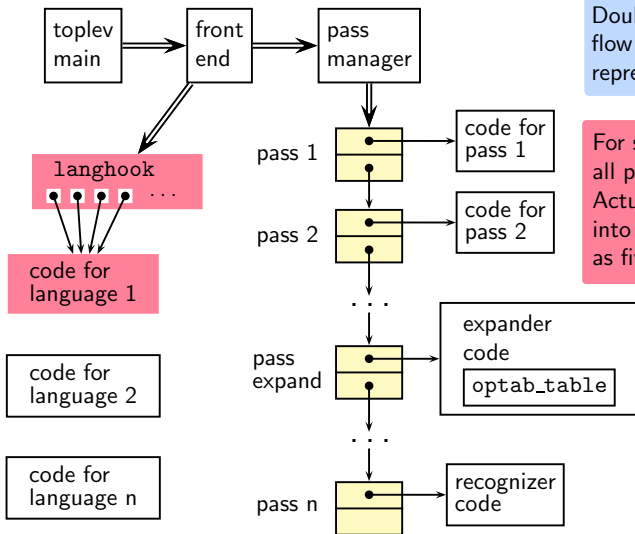 toplev
main
front
end
pass
manager
Doul
flow
repre
langhook
. . .
code for
language 1
code for
language 2
code for
language n
pass 1
code for
pass 1
pass 2
code for
pass 2
. . .
pass
expand
expander
code
optab_table
. . .
pass n
recognizer
code
For s
all p
Actu
into
as fi